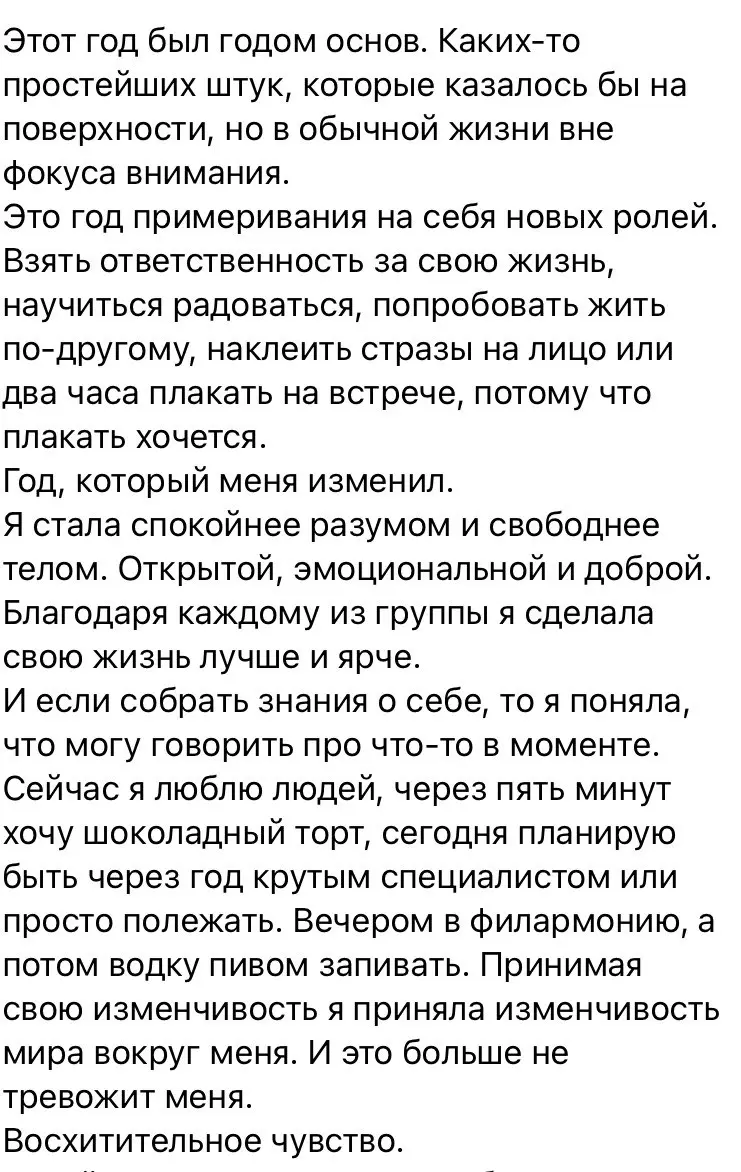 Этот год был годом основ. Каких-то
простейших штук, которые казалось бы на
поверхности, но в обычной жизни вне
фокуса внимания.
Это год примеривания на себя новых ролей.
Взять ответственность за свою жизнь,
научиться радоваться, попробовать жить
по-другому, наклеить стразы на лицо или
два часа плакать на встрече, потому что
плакать хочется.
Год, который меня изменил.
Я стала спокойнее разумом и свободнее
телом. Открытой, эмоциональной и доброй.
Благодаря каждому из группы я сделала
свою жизнь лучше и ярче.
И если собрать знания о себе, то я поняла,
что могу говорить про что-то в моменте.
Сейчас я люблю людей, через пять минут
хочу шоколадный торт, сегодня планирую
быть через год крутым специалистом или
просто полежать. Вечером в филармонию, а
потом водку пивом запивать. Принимая
свою изменчивость я приняла изменчивость
мира вокруг меня. И это больше не
тревожит меня.
Восхитительное чувство.